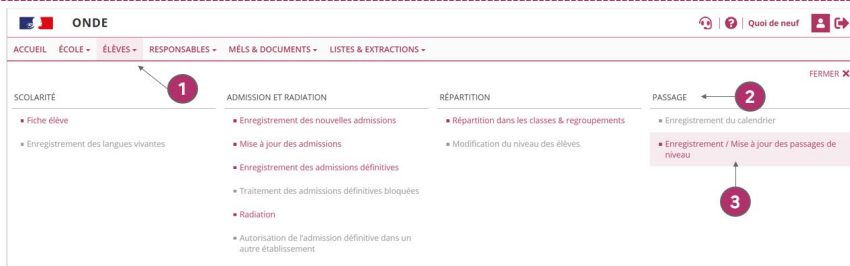 ONDE
Quoi de neuf
ACCUEIL ÉCOLE ÉLÈVES RESPONSABLES MÉLS & DOCUMENTS LISTES & EXTRACTIONS
1
FERMER X
SCOLARITÉ
Fiche élève
Enregistrement des langues vivantes
ADMISSION ET RADIATION
Enregistrement des nouvelles admissions
Mise à jour des admissions
Enregistrement des admissions définitives
Traitement des admissions définitives bloquées
Radiation
Autorisation de l'admission définitive dans un
autre établissement
RÉPARTITION
Répartition dans les classes & regroupements
Modification du niveau des élèves
PASSAGE
2
Enregistrement du calendrier
Enregistrement / Mise à jour des passages de
niveau
3